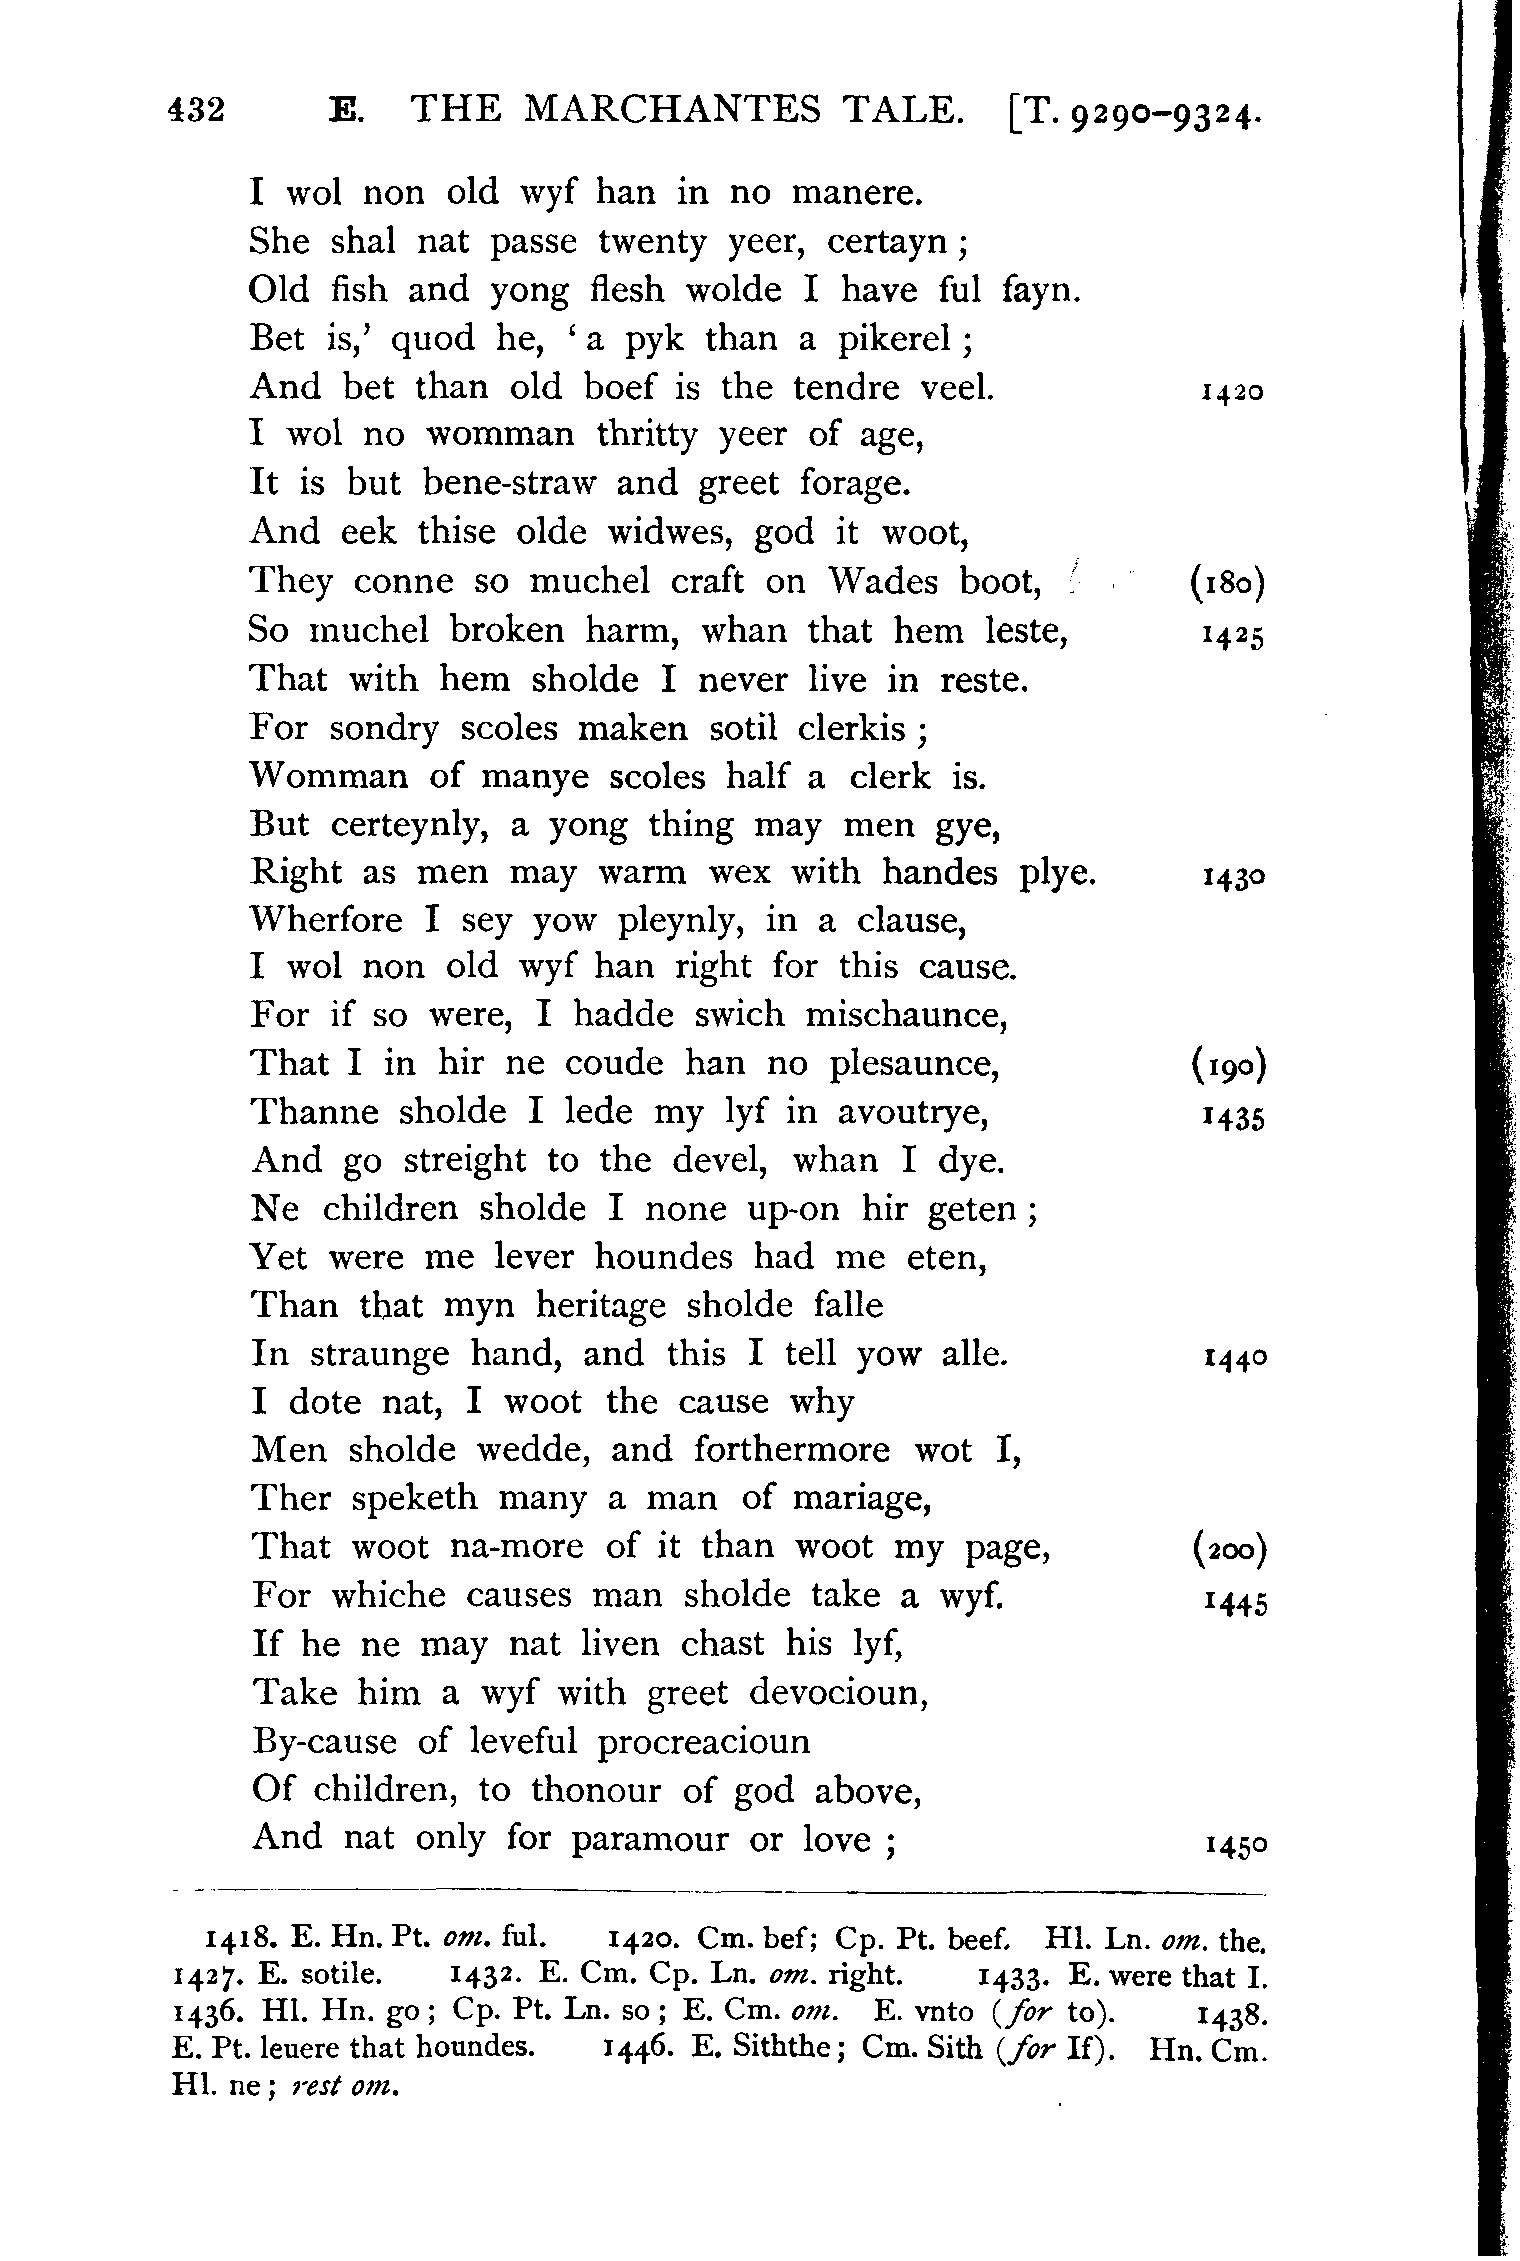 432 E. THE MARCHANTES TALE. [T. 9290–9324.
I wol non old wyf han in no manere.
She shal nat passe twenty yeer, certayn ;
Old fish and yong flesh wolde I have ful fayn.
Bet is,’ quod he, ‘ a pyk than a pikerel ;
And bet than old boef is the tendre veel. 1420
I wol no womman thritty yeer of age,
It is but bene-straw and greet forage.
And eek thise olde widwes, god it woot,
They conne so muchel craft on Wades boot, (180)
So muchel broken harm, whan that hem leste, 1425
That with hem sholde I never live in reste.
For sondry scoles maken sotil clerkis ;
Womman of manye scoles half a clerk is.
But certeynly, a yong thing may men gye,
Right as men may warm wex with handes plye. 1430
Wherfore I sey yow pleynly, in a clause,
I wol non old wyf han right for this cause.
For if so were, I hadde swich mischaunce,
That I in hir ne coude han no plesaunce, (190)
Thanne sholde I lede my lyf in avoutrye, 1435
And go streight to the devel, whan I dye.
Ne children sholde I none up-on hir geten ;
Yet were me lever houndes had me eten,
Than that myn heritage sholde falle
In straunge hand, and this I tell yow alle. 1440
I dote nat, I woot the cause why
Men sholde wedde, and forthermore wot I,
Ther speketh many a man of mariage,
That woot na-more of it than woot my page, (200)
For whiche causes man sholde take a wyf. 1445
If he ne may nat liven chast his lyf,
Take him a wyf with greet devocioun,
By-cause of leveful procreacioun
Of children, to thonour of god above,
And nat only for paramour or love ; 1450
1418. E. Hn. Pt. om. ful. 1420. Cm. bef; Cp. Pt. beef. Hl. Ln. om. the.
1427. E. sotile. 1432. E. Cm. Cp. Ln. om. right. 1433. E. were that I.
1436. Hl. Hn. go ; Cp. Pt. Ln. so ; E. Cm. om. E. vnto (for to). 1438.
E. Pt. leuere that houndes. 1446. E. Siththe ; Cm. Sith (for If). Hn. Cm.
Hl. ne ; rest om.